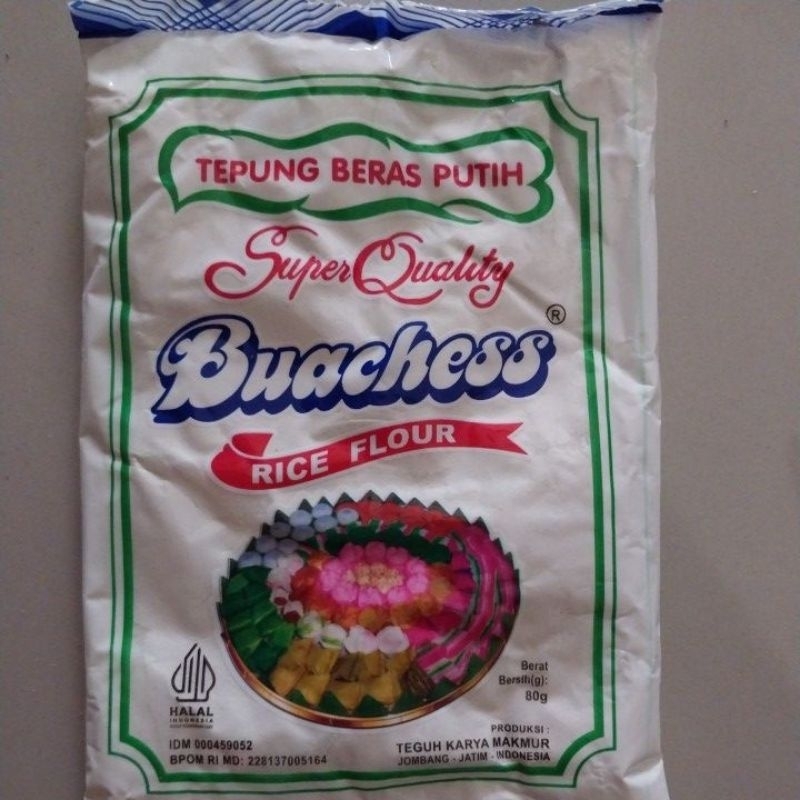 TEPUNG BERAS PUTIH
Super Quality
Buachess ®
RICE FLOUR
Berat
Bersih(g):
80g
HALAL
INDONESIA
IDM 000459052
BPOM RI MD: 228137005164
PRODUKSI :
TEGUH KARYA MAKMUR
JOMBANG - JATIM - INDONESIA